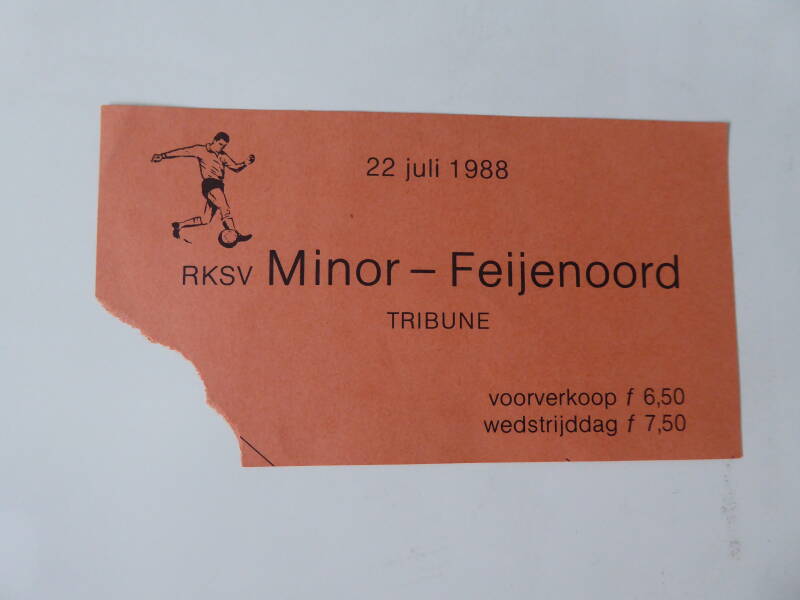 22 juli 1988
RKSV Minor – Feijenoord
TRIBUNE
voorverkoop ƒ 6,50
wedstrijddag ƒ 7,50